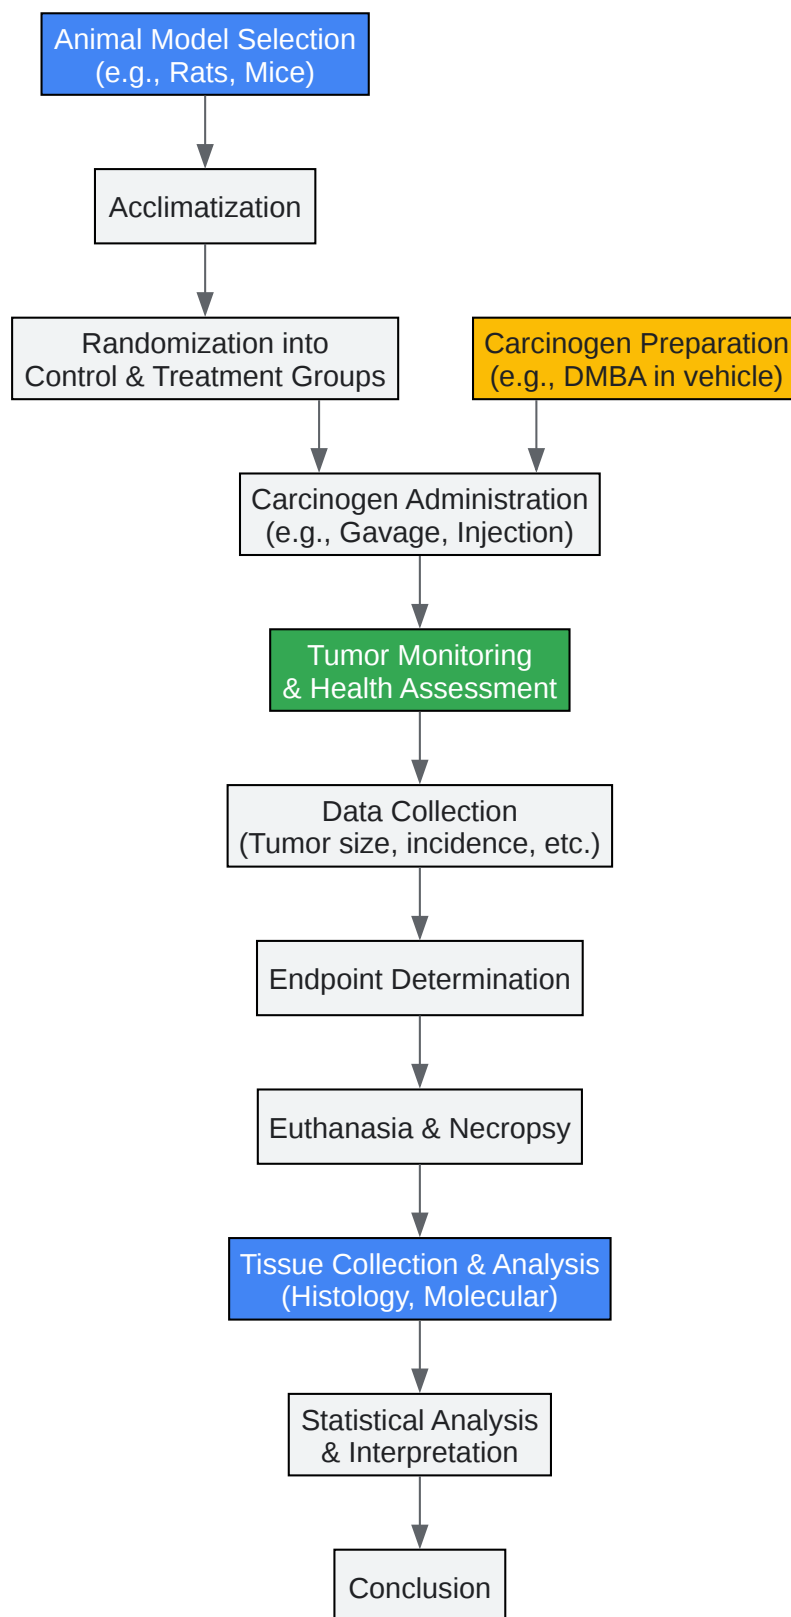 Animal Model Selection
(e.g., Rats, Mice)
Acclimatization
Randomization into
Control & Treatment Groups
Carcinogen Preparation
(e.g., DMBA in vehicle)
Carcinogen Administration
(e.g., Gavage, Injection)
Tumor Monitoring
& Health Assessment
Data Collection
(Tumor size, incidence, etc.)
Endpoint Determination
Euthanasia & Necropsy
Tissue Collection & Analysis
(Histology, Molecular)
Statistical Analysis
& Interpretation
Conclusion